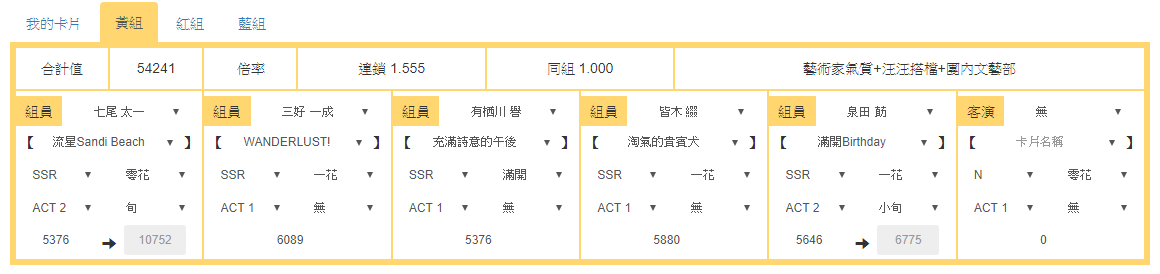 我的卡片 黃組 紅組 藍組
合計值 54241 倍率 連鎖 1.555 同組 1.000 藝術家氣質+汪汪搭檔+團內文藝部
組員 七尾 太一 組員 三好 一成 組員 有栖川 譽 組員 皆木 綴 組員 泉田 莇 客演 無
【 流星Sandi Beach 】 【 WANDERLUST! 】 【 充滿詩意的午後 】 【 淘氣的貴賓犬 】 【 滿開Birthday 】 【 卡片名稱 】
SSR 零花 SSR 一花 SSR 滿開 SSR 一花 SSR 一花 N 零花
ACT 2 旬 ACT 1 無 ACT 1 無 ACT 1 無 ACT 2 小旬 ACT 1 無
5376 ➔ 10752 6089 5376 5880 5646 ➔ 6775 0